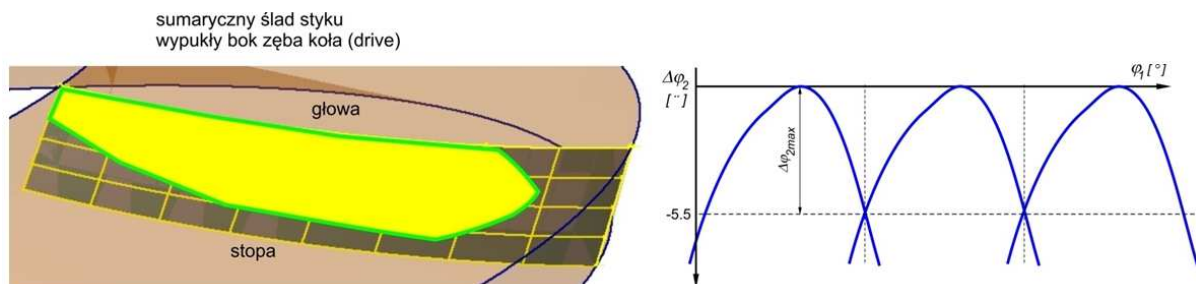 sumaryczny ślad styku
wypukły bok zęba koła (drive)
głowa
stopa
Δφ₂
[¨]
φ₁[°]
Δφ₂max
-5.5